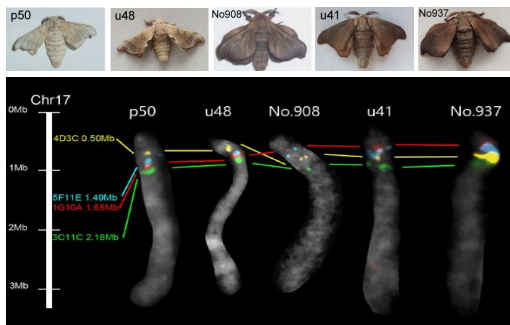 p50
u48
No908
u41
No937
Chr17
p50
u48
No.908
u41
No.937
0Mb
4D3C 0.50Mb
1Mb
5F11E 1.49Mb
1G10A 1.68Mb
3C11C 2.18Mb
2Mb
3Mb